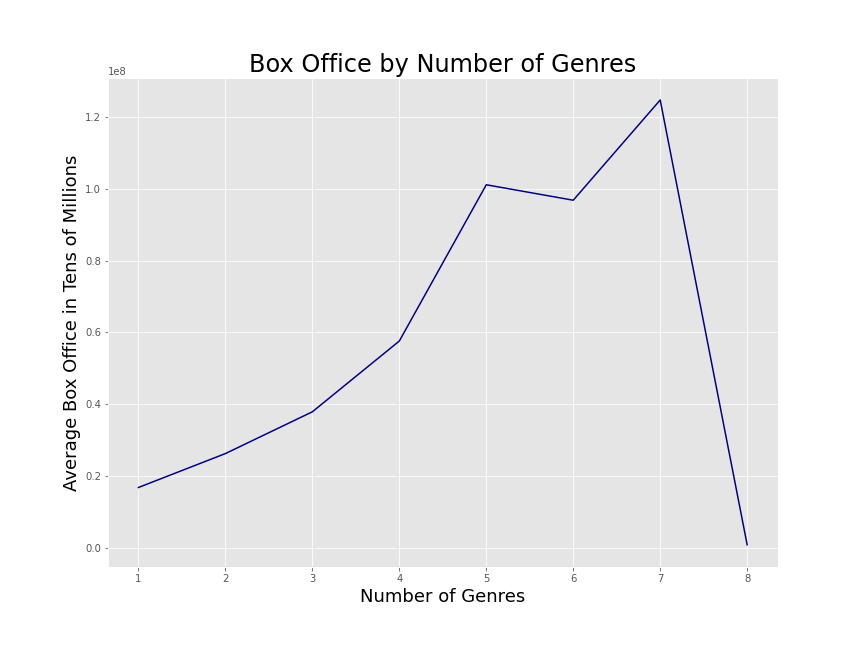 Box Office by Number of Genres
1e8
Average Box Office in Tens of Millions
1.2
1.0
0.8
0.6
0.4
0.2
0.0
1 2 3 4 5 6 7 8
Number of Genres